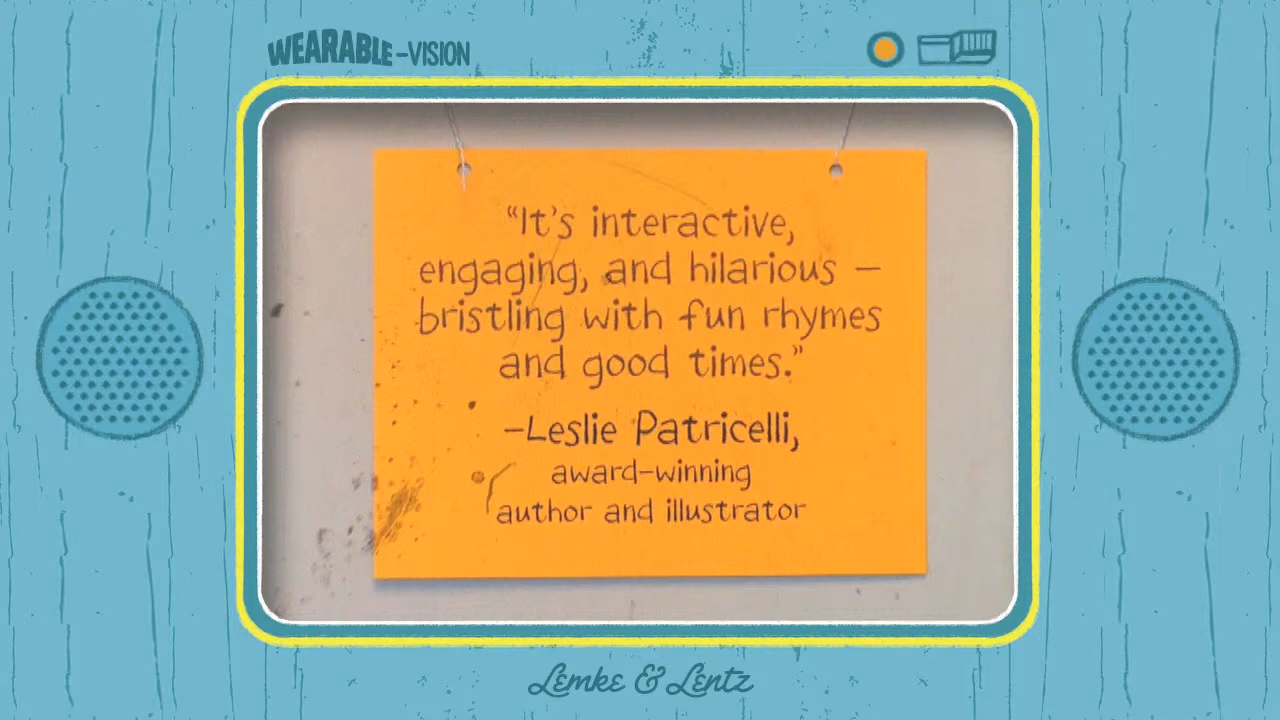 WEARABLE-VISION
“It’s interactive,
engaging, and hilarious –
bristling with fun rhymes
and good times.”
-Leslie Patricelli,
award-winning
author and illustrator
Lemke & Lentz